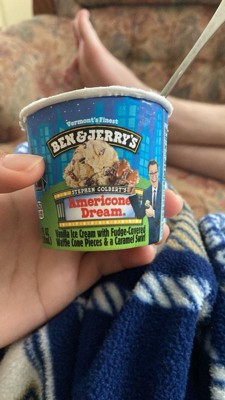 Vermont's Finest
BEN & JERRY'S
STEPHEN COLBERT'S
Americone
Dream
Vanilla Ice Cream with Fudge-Covered
Waffle Cone Pieces & a Caramel Swirl